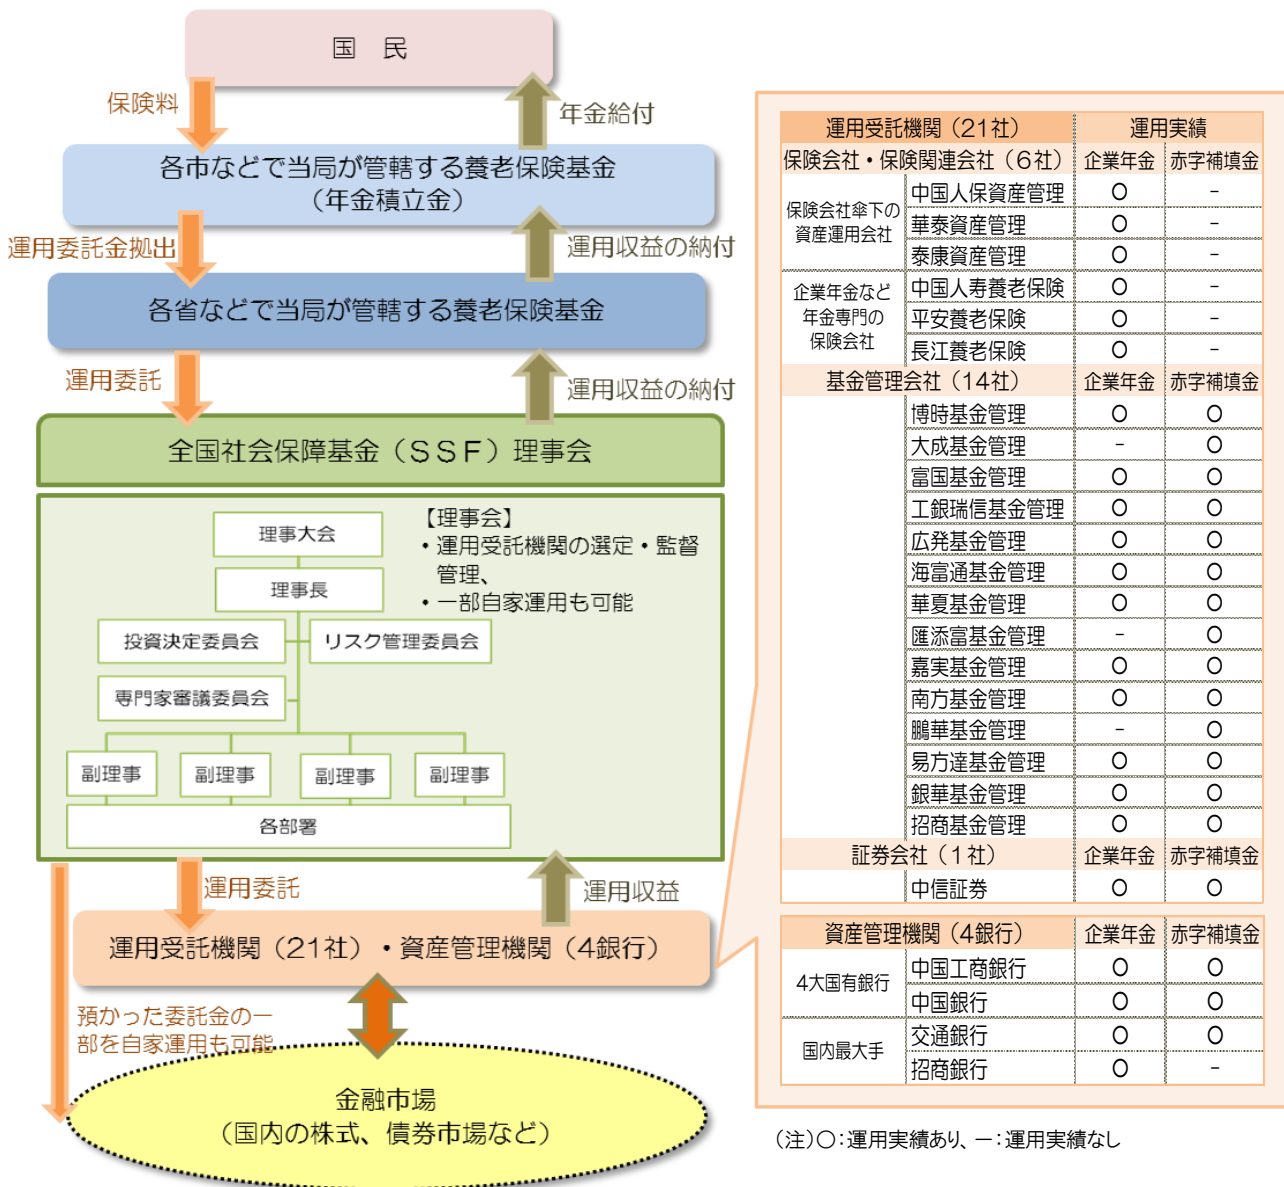 国　民
保険料
年金給付
各市などで当局が管轄する養老保険基金
（年金積立金）
運用委託金拠出
運用収益の納付
各省などで当局が管轄する養老保険基金
運用委託
運用収益の納付
全国社会保障基金（ＳＳＦ）理事会
理事大会
理事長
投資決定委員会
リスク管理委員会
専門家審議委員会
副理事
副理事
副理事
副理事
各部署
【理事会】
・運用受託機関の選定・監督
管理、
・一部自家運用も可能
運用委託
運用収益
運用受託機関（21社）・資産管理機関（4銀行）
預かった委託金の一
部を自家運用も可能
金融市場
（国内の株式、債券市場など）
運用受託機関（21社） 運用実績
保険会社・保険関連会社（6社） 企業年金 赤字補填金
保険会社傘下の
資産運用会社
中国人保資産管理 〇 －
華泰資産管理 〇 －
泰康資産管理 〇 －
企業年金など
年金専門の
保険会社
中国人寿養老保険 〇 －
平安養老保険 〇 －
長江養老保険 〇 －
基金管理会社（14社） 企業年金 赤字補填金
博時基金管理 〇 〇
大成基金管理 － 〇
富国基金管理 〇 〇
工銀瑞信基金管理 〇 〇
広発基金管理 〇 〇
海富通基金管理 〇 〇
華夏基金管理 〇 〇
匯添富基金管理 － 〇
嘉実基金管理 〇 〇
南方基金管理 〇 〇
鵬華基金管理 － 〇
易方達基金管理 〇 〇
銀華基金管理 〇 〇
招商基金管理 〇 〇
証券会社（１社） 企業年金 赤字補填金
中信証券 〇 〇
資産管理機関（4銀行） 企業年金 赤字補填金
4大国有銀行
中国工商銀行 〇 〇
中国銀行 〇 〇
国内最大手
交通銀行 〇 〇
招商銀行 〇 －
（注）〇：運用実績あり、－：運用実績なし